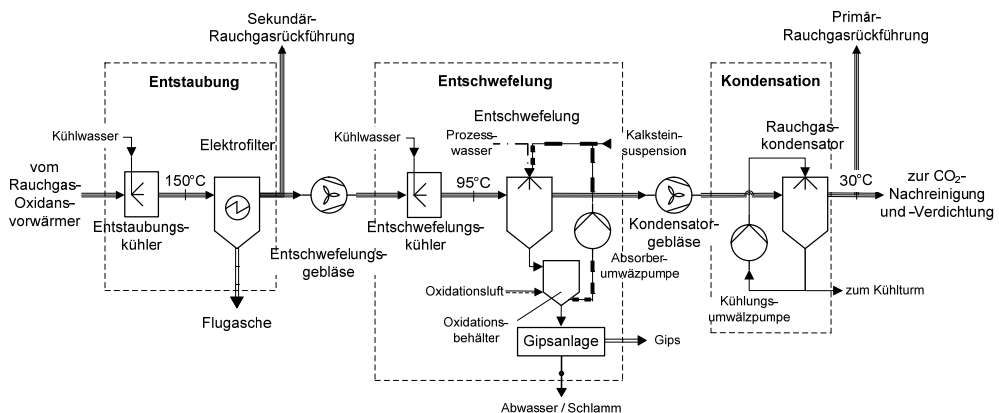 Sekundär-
Rauchgasrückführung
Primär-
Rauchgasrückführung
Entstaubung
Entschwefelung
Kondensation
Entschwefelung
Kühlwasser
Elektrofilter
Kühlwasser
Prozess-
wasser
Kalkstein-
suspension
Rauchgas-
kondensator
vom
Rauchgas-
Oxidans-
vorwärmer
150°C
95°C
30°C
zur CO₂-
Nachreinigung
und -Verdichtung
Entstaubungs-
kühler
Entschwefelungs-
gebläse
Entschwefelungs-
kühler
Kondensator-
gebläse
Absorber-
umwäzpumpe
Oxidationsluft
zum Kühlturm
Kühlungs-
umwälzpumpe
Flugasche
Oxidations-
behälter
Gipsanlage
Gips
Abwasser / Schlamm